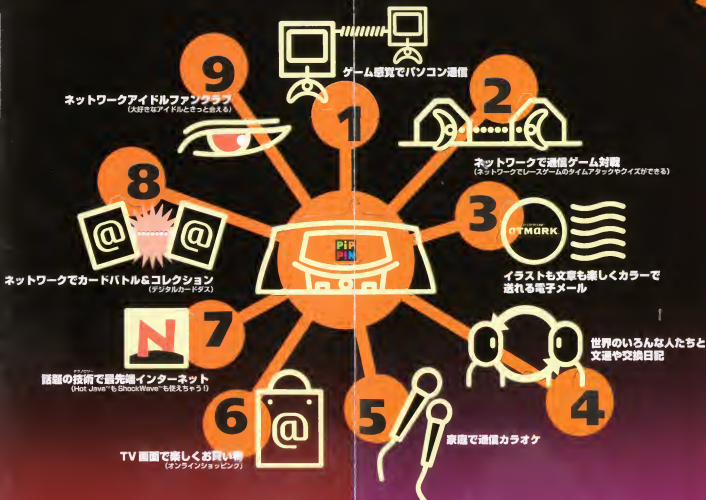 1
ゲーム感覚でパソコン通信
2
ネットワークで通信ゲーム対戦
(ネットワークでレースゲームのタイムアタックやクイズができる)
3
@TMARK
イラストも文章も楽しくカラーで
送れる電子メール
4
世界のいろんな人たちと
文通や交換日記
5
家庭で通信カラオケ
6
@
TV画面で楽しくお買い物
(オンラインショッピング)
7
N
テクノロジー
話題の技術で最先端インターネット
(Hot Java™もShockWave™も使えちゃう!)
8
@ @
ネットワークでカードバトル&コレクション
(デジタルカードダス)
9
ネットワークアイドルファンクラブ
(大好きなアイドルときっと会える)
PiP
PiN